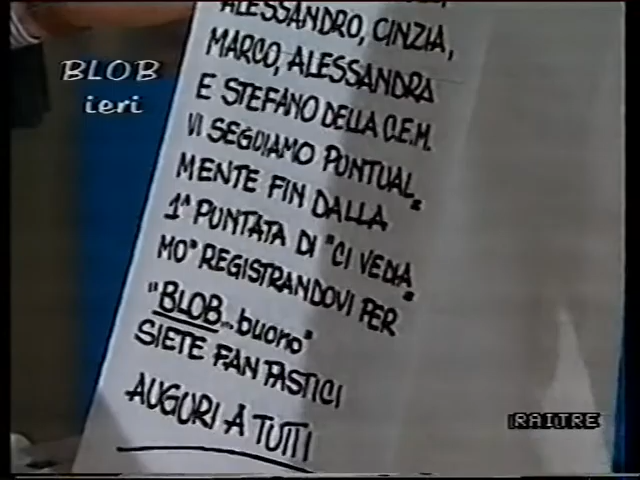 ALESSANDRO, CINZIA,
MARCO, ALESSANDRA
E STEFANO DELLA C.E.M.
VI SEGUIAMO PUNTUAL=
MENTE FIN DALLA
1ª PUNTATA DI "CI VEDIA=
MO" REGISTRANDOVI PER
"BLOB... buono"
SIETE FANTASTICI
AUGURI A TUTTI
BLOB
ieri
RAITRE